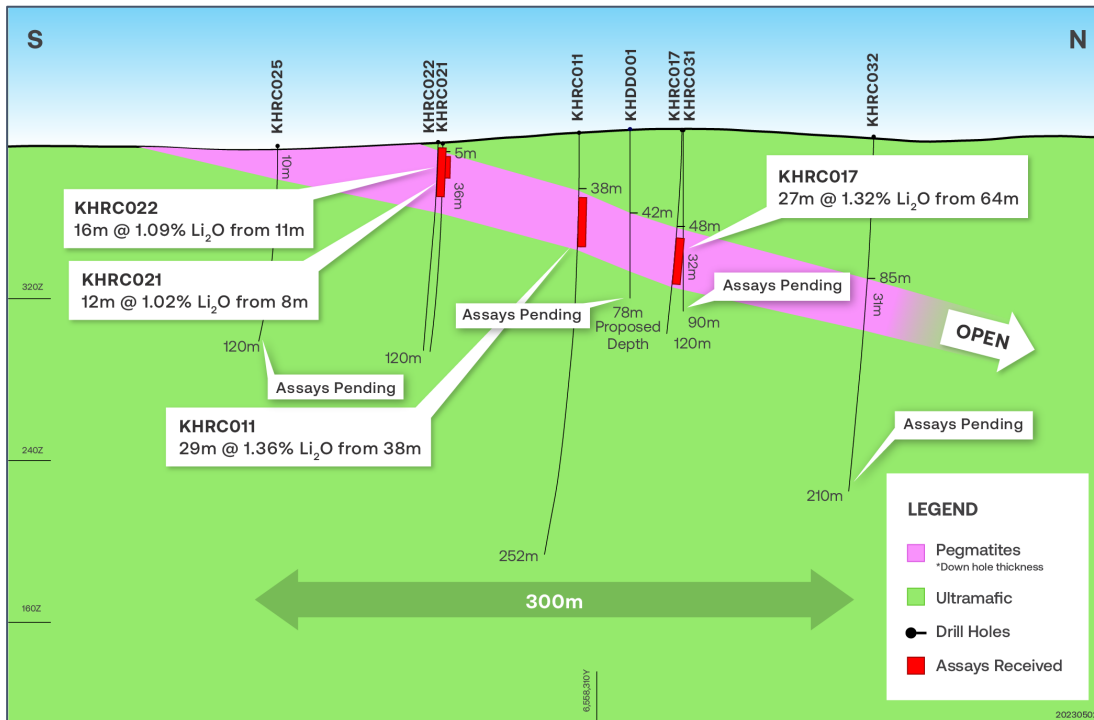 S
N
KHRC025
KHRC022
KHRC021
KHRC011
KHDD001
KHRC017
KHRC031
KHRC032
10m
5m
36m
38m
42m
48m
32m
85m
31m
KHRC022
16m @ 1.09% Li₂O from 11m
KHRC021
12m @ 1.02% Li₂O from 8m
KHRC017
27m @ 1.32% Li₂O from 64m
Assays Pending
Assays Pending
78m
Proposed
Depth
90m
120m
OPEN
320Z
120m
120m
Assays Pending
KHRC011
29m @ 1.36% Li₂O from 38m
Assays Pending
240Z
210m
252m
300m
160Z
6,558,310Y
LEGEND
Pegmatites
*Down hole thickness
Ultramafic
Drill Holes
Assays Received